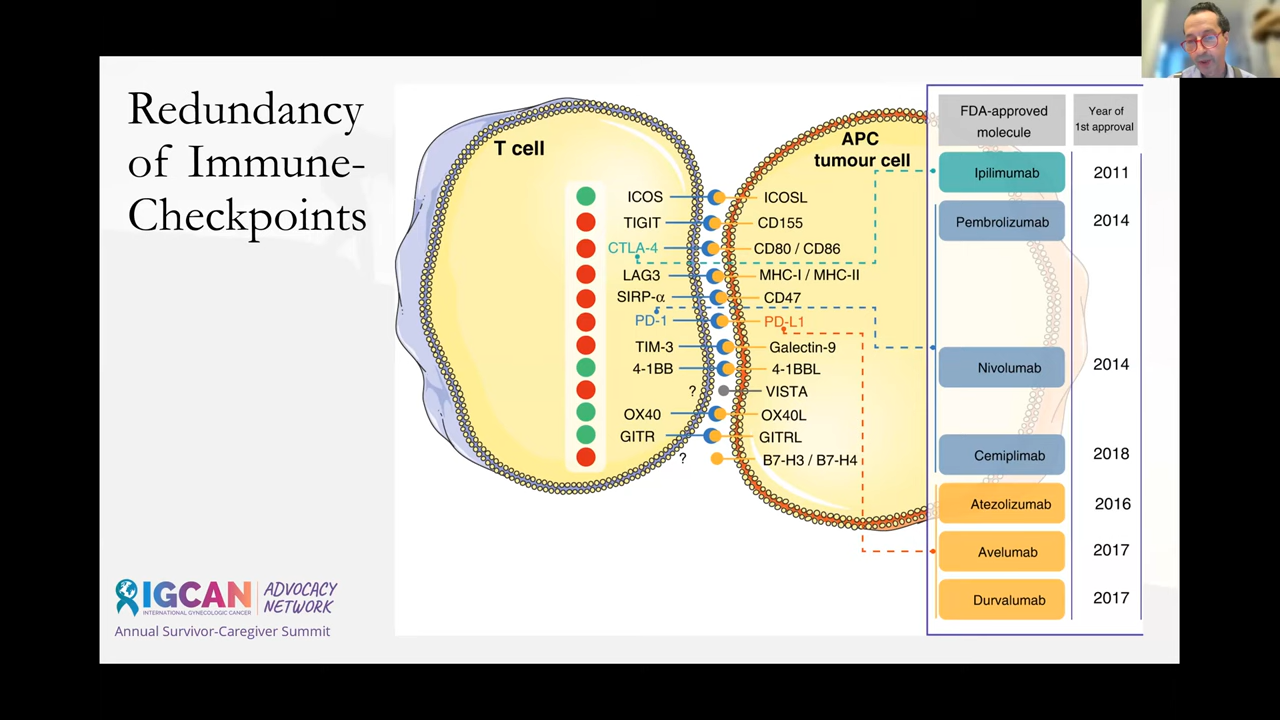 Redundancy
of Immune-
Checkpoints
T cell
APC
tumour cell
ICOS
ICOSL
TIGIT
CD155
CTLA-4
CD80 / CD86
LAG3
MHC-I / MHC-II
SIRP-α
CD47
PD-1
PD-L1
TIM-3
Galectin-9
4-1BB
4-1BBL
?
VISTA
OX40
OX40L
GITR
GITRL
?
B7-H3 / B7-H4
FDA-approved
molecule
Year of
1st approval
Ipilimumab
2011
Pembrolizumab
2014
Nivolumab
2014
Cemiplimab
2018
Atezolizumab
2016
Avelumab
2017
Durvalumab
2017
IGCAN
INTERNATIONAL GYNECOLOGIC CANCER
ADVOCACY
NETWORK
Annual Survivor-Caregiver Summit